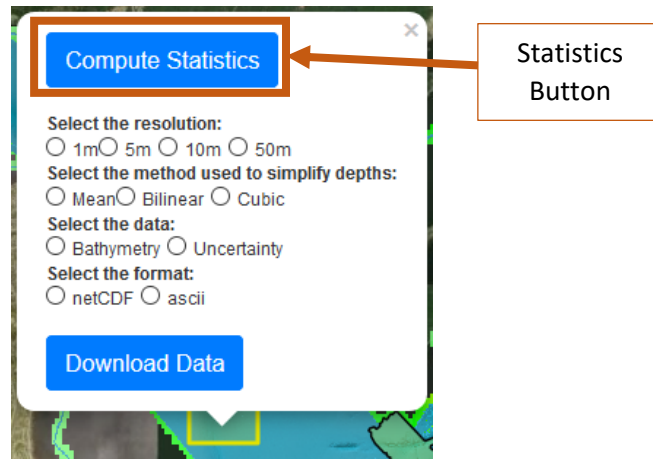 ×
Compute Statistics
Statistics
Button
Select the resolution:
1m 5m 10m 50m
Select the method used to simplify depths:
Mean Bilinear Cubic
Select the data:
Bathymetry Uncertainty
Select the format:
netCDF ascii
Download Data